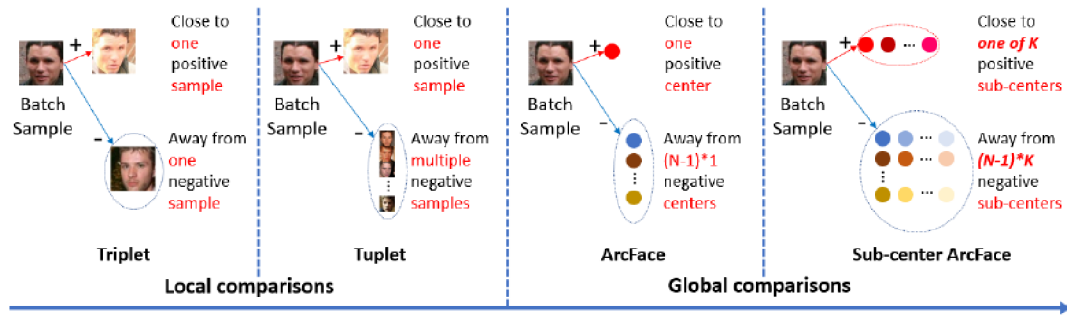 +
Close to
one
positive
sample
Batch
Sample
−
Away from
one
negative
sample
Triplet
+
Close to
one
positive
sample
Batch
Sample
−
Away from
multiple
negative
samples
Tuplet
+
Close to
one
positive
center
Batch
Sample
−
Away from
(N-1)*1
negative
centers
ArcFace
+
Close to
one of K
positive
sub-centers
Batch
Sample
−
Away from
(N-1)*K
negative
sub-centers
Sub-center ArcFace
Local comparisons
Global comparisons